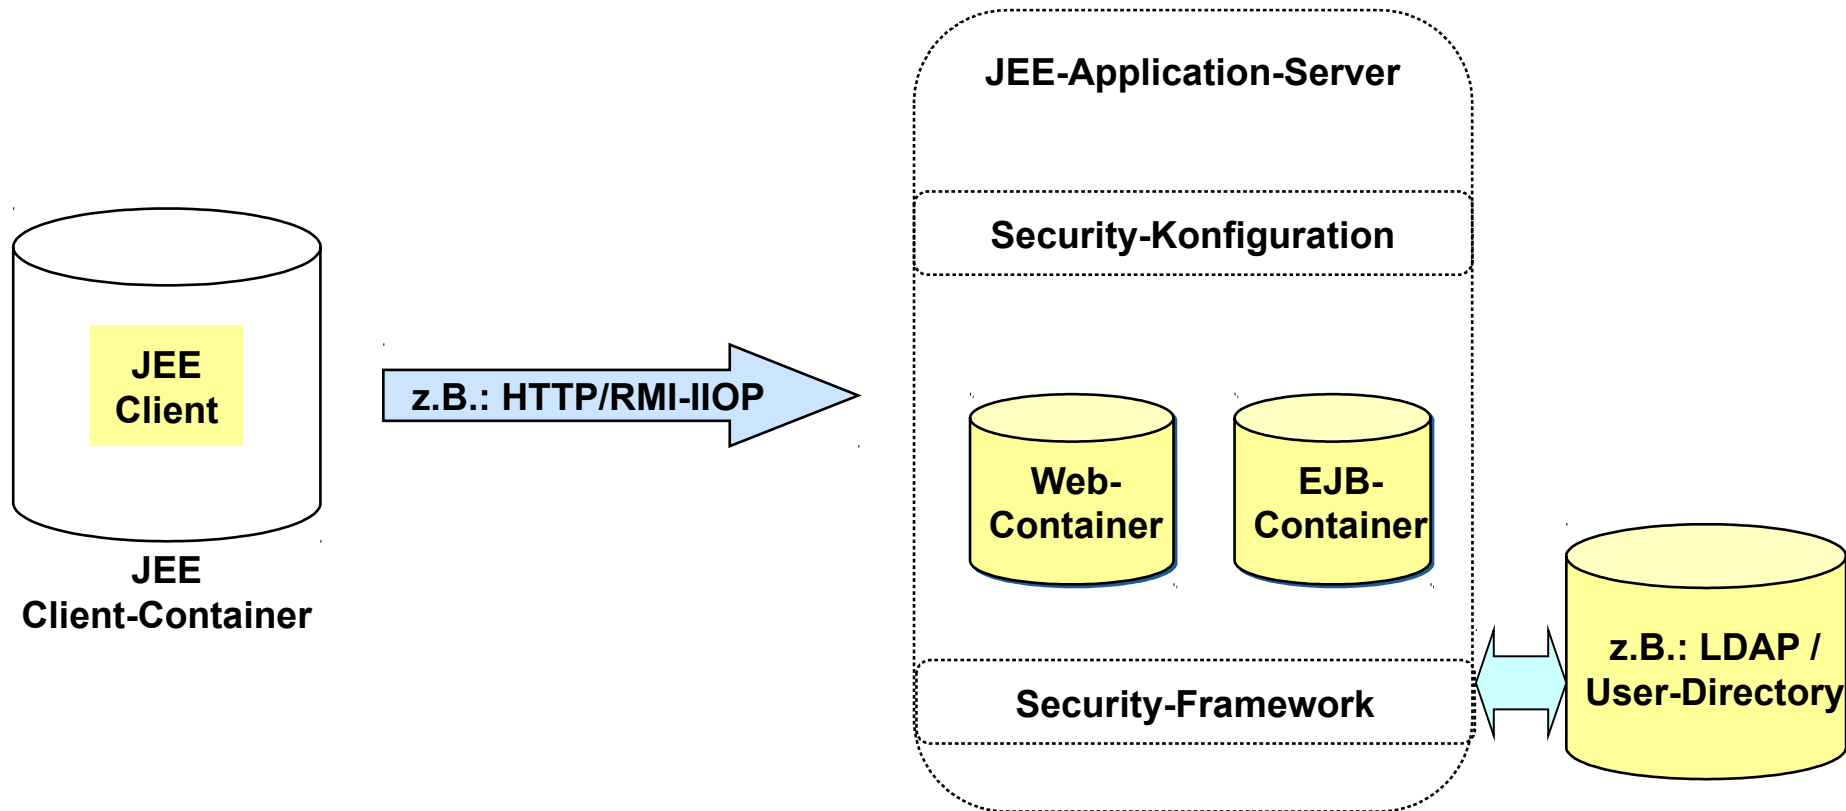 JEE-Application-Server
Security-Konfiguration
JEE
Client
z.B.: HTTP/RMI-IIOP
Web-
Container
EJB-
Container
JEE
Client-Container
z.B.: LDAP /
User-Directory
Security-Framework